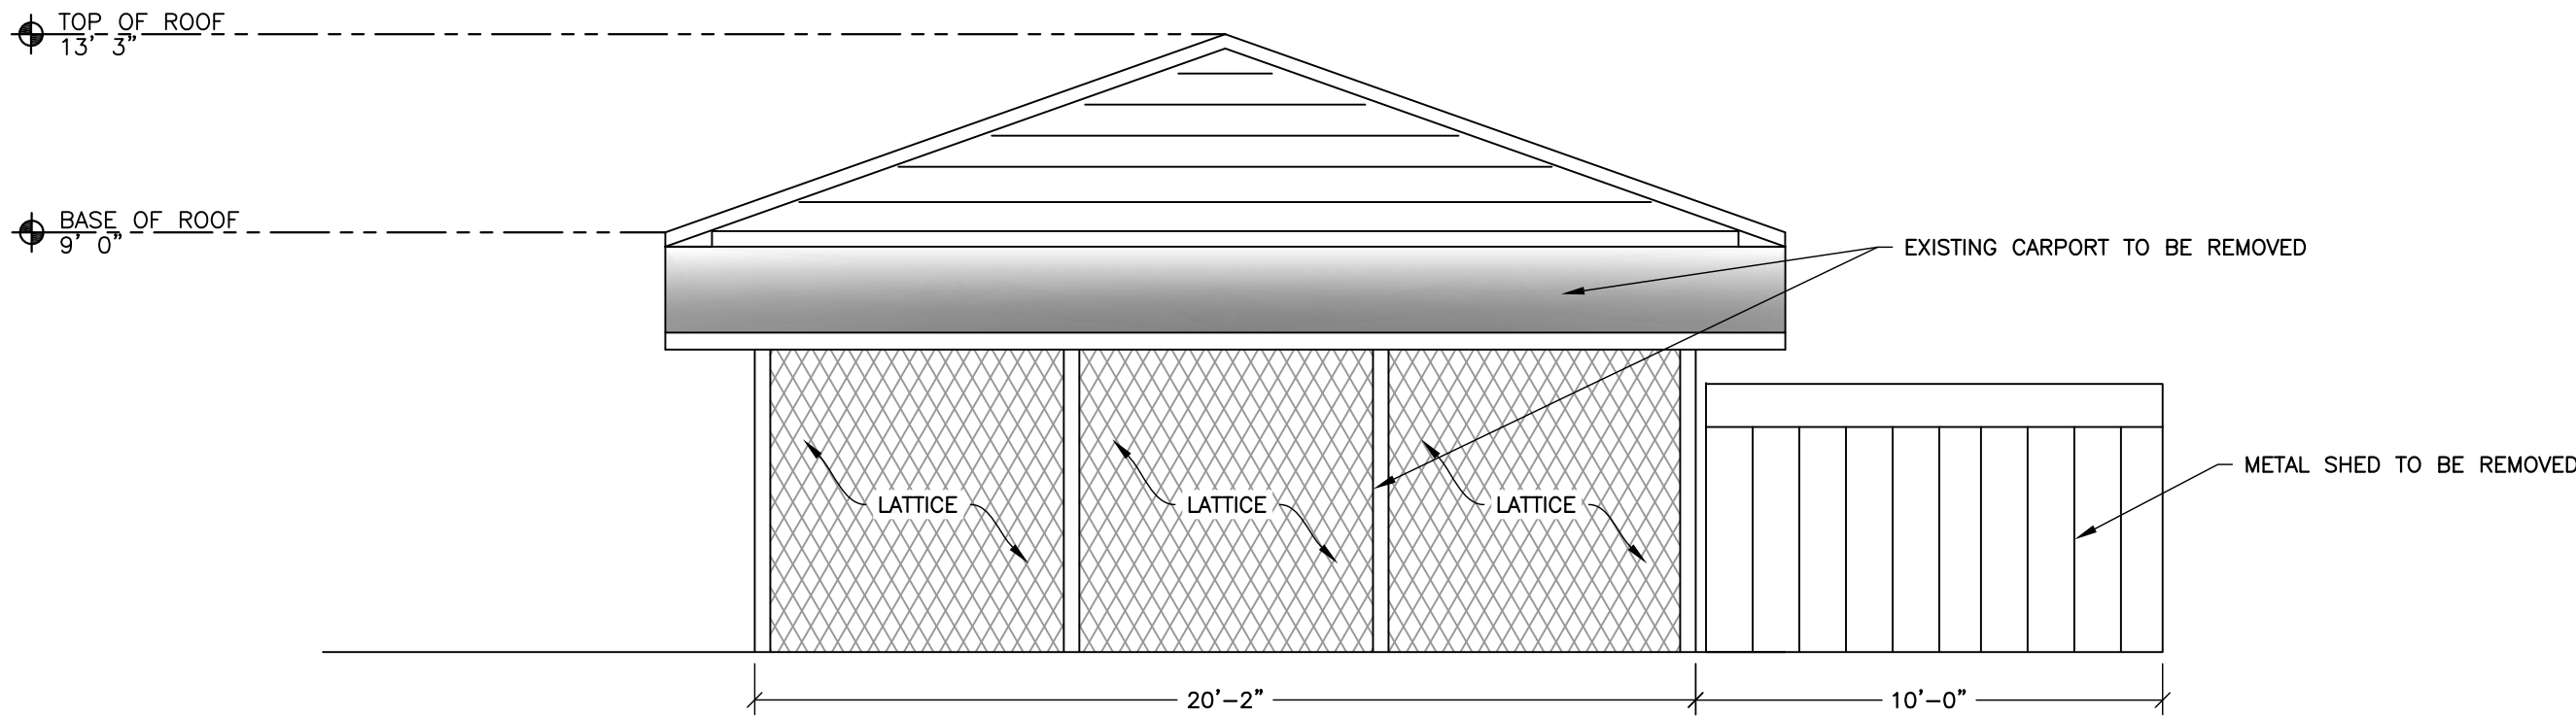 TOP OF ROOF
13' 3"
BASE OF ROOF
9' 0"
EXISTING CARPORT TO BE REMOVED
METAL SHED TO BE REMOVED
LATTICE
LATTICE
LATTICE
20'-2"
10'-0"